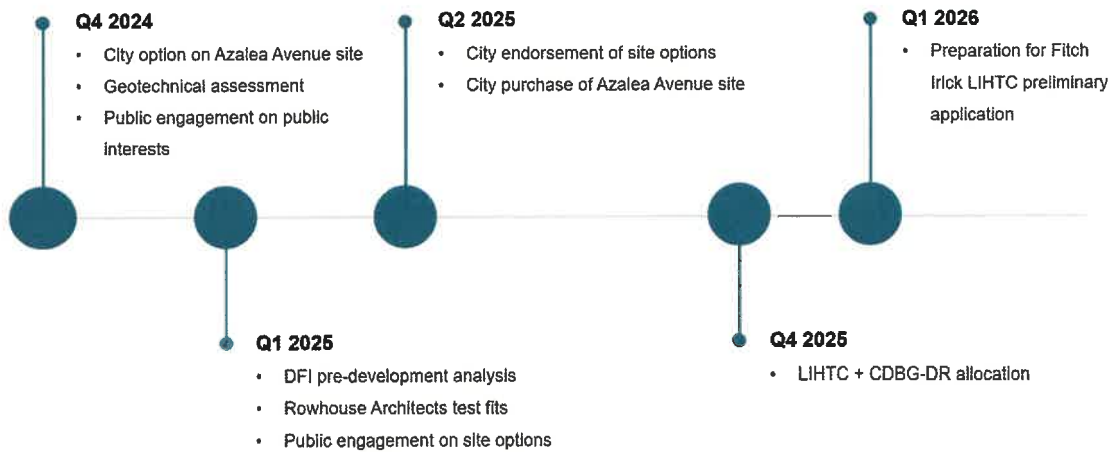 Q4 2024
• City option on Azalea Avenue site
• Geotechnical assessment
• Public engagement on public
interests
Q1 2025
• DFI pre-development analysis
• Rowhouse Architects test fits
• Public engagement on site options
Q2 2025
• City endorsement of site options
• City purchase of Azalea Avenue site
Q4 2025
• LIHTC + CDBG-DR allocation
Q1 2026
• Preparation for Fitch
Irick LIHTC preliminary
application